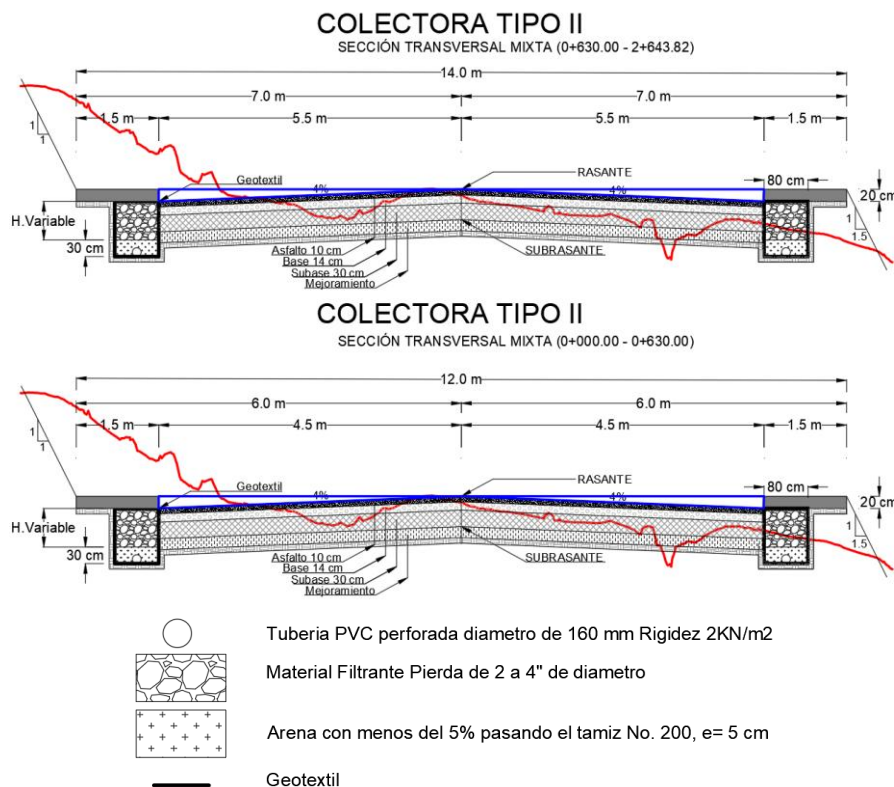 COLECTORA TIPO II
SECCIÓN TRANSVERSAL MIXTA (0+630.00 - 2+643.82)
14.0 m
7.0 m 7.0 m
1.5 m 5.5 m 5.5 m 1.5 m
1
1
Geotextil RASANTE 80 cm
4% 4% 20 cm
H.Variable
1
1.5
30 cm
SUBRASANTE
Asfalto 10 cm
Base 14 cm
Subase 30 cm
Mejoramiento
COLECTORA TIPO II
SECCIÓN TRANSVERSAL MIXTA (0+000.00 - 0+630.00)
12.0 m
6.0 m 6.0 m
1.5 m 4.5 m 4.5 m 1.5 m
1
1
Geotextil RASANTE 80 cm
4% 4% 20 cm
H.Variable
1
1.5
30 cm
SUBRASANTE
Asfalto 10 cm
Base 14 cm
Subase 30 cm
Mejoramiento
Tuberia PVC perforada diametro de 160 mm Rigidez 2KN/m2
Material Filtrante Pierda de 2 a 4" de diametro
Arena con menos del 5% pasando el tamiz No. 200, e= 5 cm
Geotextil